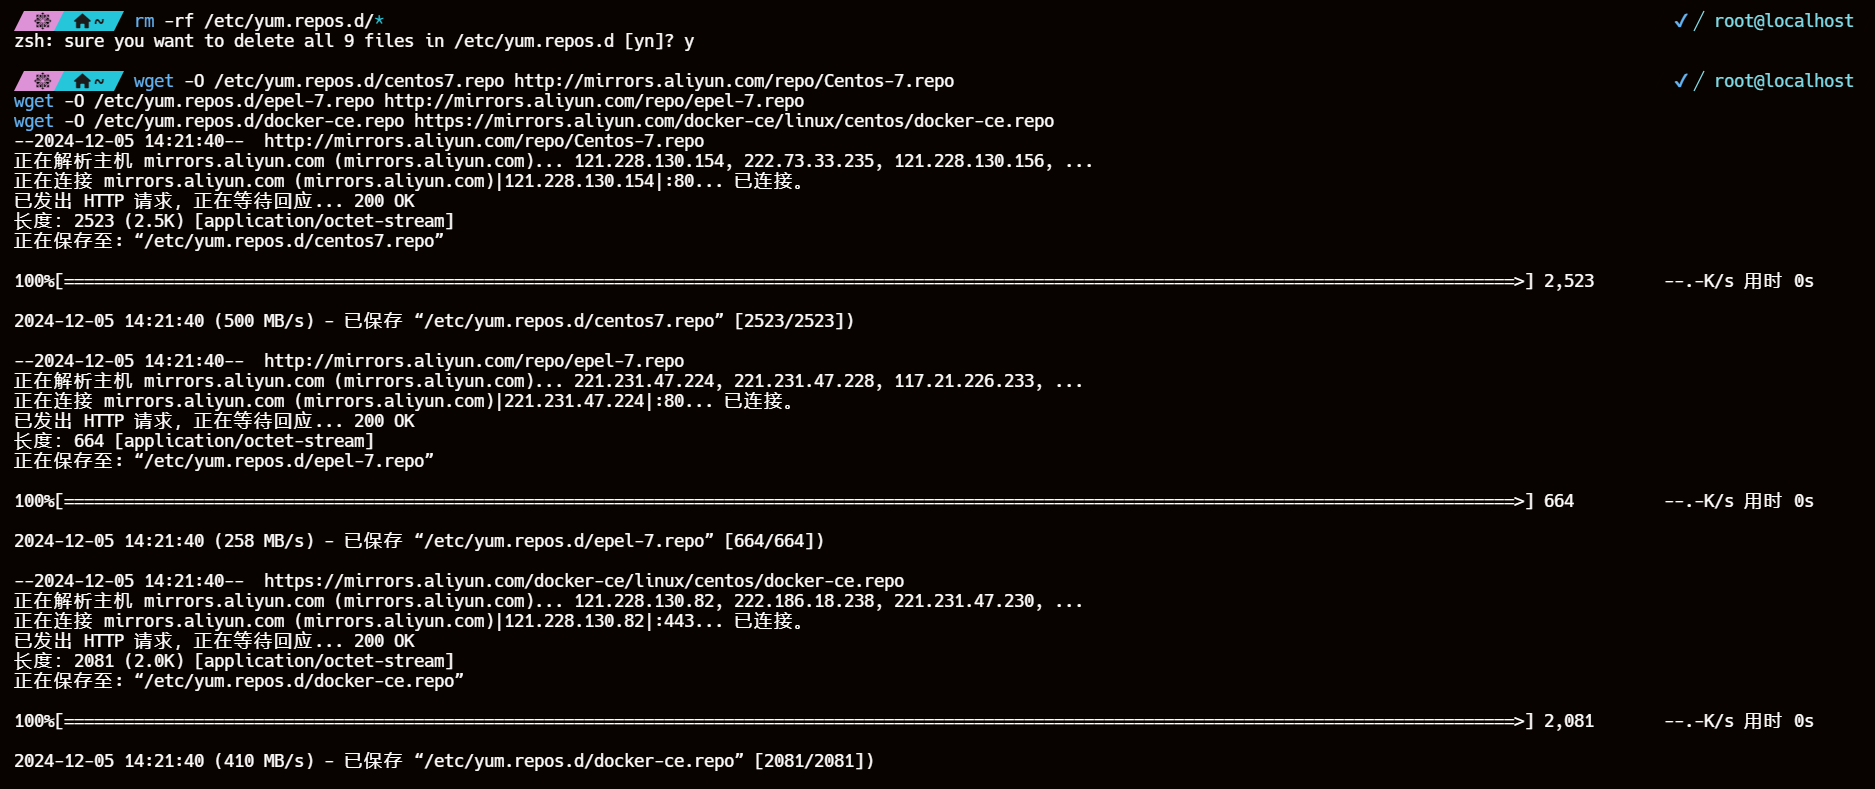 ~ rm -rf /etc/yum.repos.d/* ✓ / root@localhost
zsh: sure you want to delete all 9 files in /etc/yum.repos.d [yn]? y
~ wget -O /etc/yum.repos.d/centos7.repo http://mirrors.aliyun.com/repo/Centos-7.repo ✓ / root@localhost
wget -O /etc/yum.repos.d/epel-7.repo http://mirrors.aliyun.com/repo/epel-7.repo
wget -O /etc/yum.repos.d/docker-ce.repo https://mirrors.aliyun.com/docker-ce/linux/centos/docker-ce.repo
--2024-12-05 14:21:40--  http://mirrors.aliyun.com/repo/Centos-7.repo
正在解析主机 mirrors.aliyun.com (mirrors.aliyun.com)... 121.228.130.154, 222.73.33.235, 121.228.130.156, ...
正在连接 mirrors.aliyun.com (mirrors.aliyun.com)|121.228.130.154|:80... 已连接。
已发出 HTTP 请求，正在等待回应... 200 OK
长度：2523 (2.5K) [application/octet-stream]
正在保存至: “/etc/yum.repos.d/centos7.repo”
100%[=================================================================================================================================================>] 2,523       --.-K/s 用时 0s
2024-12-05 14:21:40 (500 MB/s) - 已保存 “/etc/yum.repos.d/centos7.repo” [2523/2523])
--2024-12-05 14:21:40--  http://mirrors.aliyun.com/repo/epel-7.repo
正在解析主机 mirrors.aliyun.com (mirrors.aliyun.com)... 221.231.47.224, 221.231.47.228, 117.21.226.233, ...
正在连接 mirrors.aliyun.com (mirrors.aliyun.com)|221.231.47.224|:80... 已连接。
已发出 HTTP 请求，正在等待回应... 200 OK
长度：664 [application/octet-stream]
正在保存至: “/etc/yum.repos.d/epel-7.repo”
100%[=================================================================================================================================================>] 664         --.-K/s 用时 0s
2024-12-05 14:21:40 (258 MB/s) - 已保存 “/etc/yum.repos.d/epel-7.repo” [664/664])
--2024-12-05 14:21:40--  https://mirrors.aliyun.com/docker-ce/linux/centos/docker-ce.repo
正在解析主机 mirrors.aliyun.com (mirrors.aliyun.com)... 121.228.130.82, 222.186.18.238, 221.231.47.230, ...
正在连接 mirrors.aliyun.com (mirrors.aliyun.com)|121.228.130.82|:443... 已连接。
已发出 HTTP 请求，正在等待回应... 200 OK
长度：2081 (2.0K) [application/octet-stream]
正在保存至: “/etc/yum.repos.d/docker-ce.repo”
100%[=================================================================================================================================================>] 2,081       --.-K/s 用时 0s
2024-12-05 14:21:40 (410 MB/s) - 已保存 “/etc/yum.repos.d/docker-ce.repo” [2081/2081])